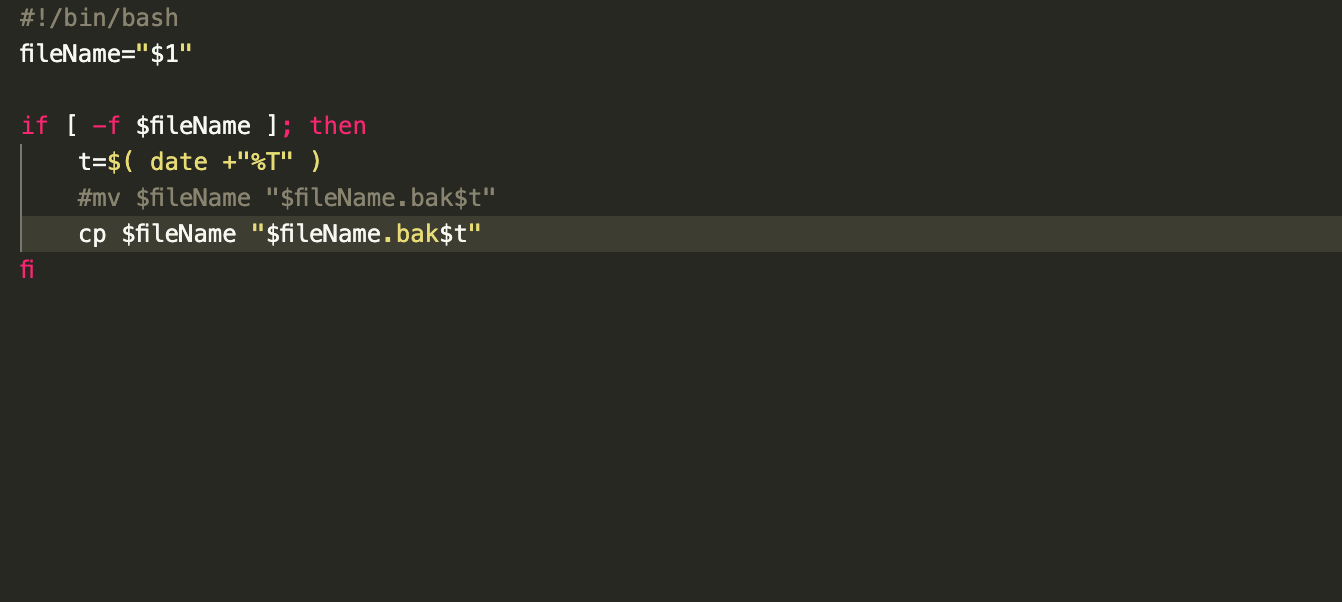 #!/bin/bash
fileName="$1"

if [ -f $fileName ]; then
    t=$( date +"%T" )
    #mv $fileName "$fileName.bak$t"
    cp $fileName "$fileName.bak$t"
fi